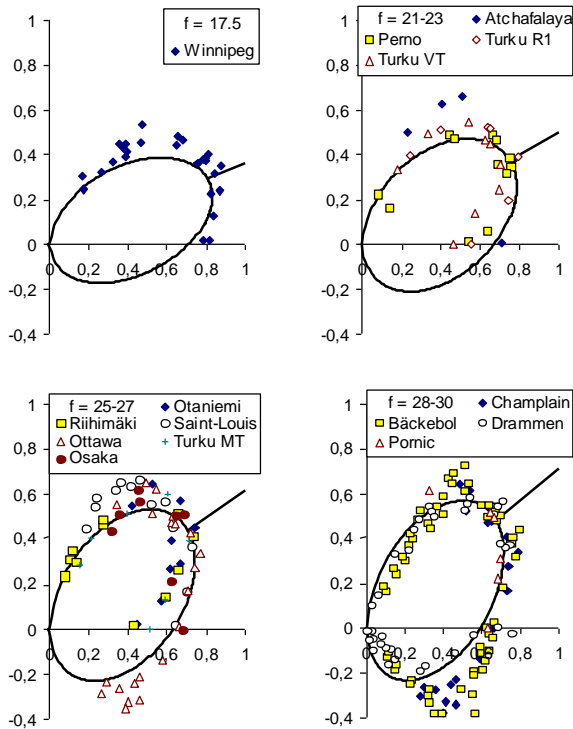 f = 17.5
Winnipeg
1
0,8
0,6
0,4
0,2
0
-0,2
-0,4
0 0,2 0,4 0,6 0,8 1
f = 21-23 Atchafalaya
Perno Turku R1
Turku VT
1
0,8
0,6
0,4
0,2
0
-0,2
-0,4
0 0,2 0,4 0,6 0,8 1
f = 25-27 Otaniemi
Riihimäki Saint-Louis
Ottawa Turku MT
Osaka
1
0,8
0,6
0,4
0,2
0
-0,2
-0,4
0 0,2 0,4 0,6 0,8 1
f = 28-30 Champlain
Bäckebol Drammen
Pornic
1
0,8
0,6
0,4
0,2
0
-0,2
-0,4
0 0,2 0,4 0,6 0,8 1